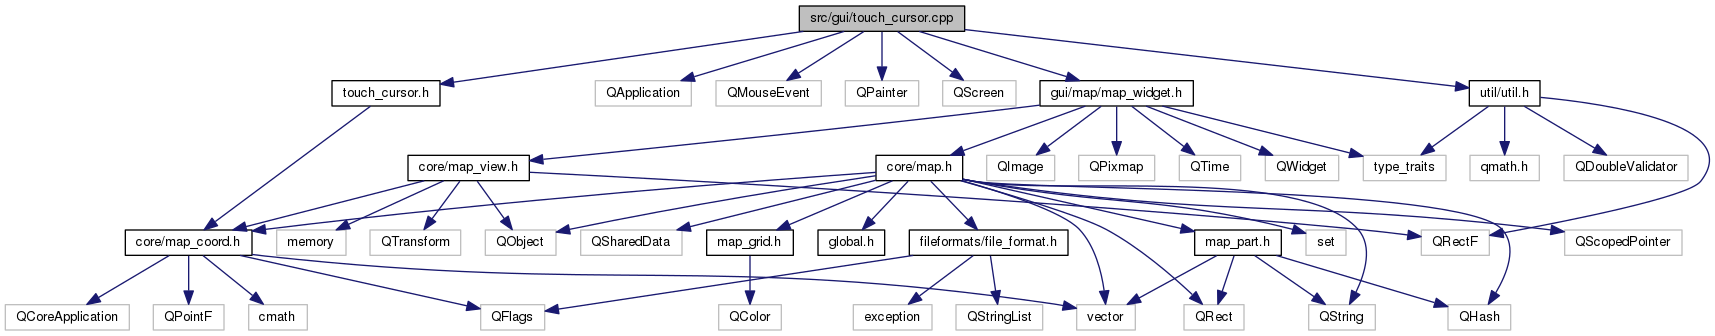 src/gui/touch_cursor.cpp
touch_cursor.h
QApplication
QMouseEvent
QPainter
QScreen
gui/map/map_widget.h
util/util.h
core/map_view.h
core/map.h
QImage
QPixmap
QTime
QWidget
type_traits
qmath.h
QDoubleValidator
core/map_coord.h
memory
QTransform
QObject
QSharedData
map_grid.h
global.h
fileformats/file_format.h
map_part.h
set
QRectF
QScopedPointer
QCoreApplication
QPointF
cmath
QFlags
QColor
exception
QStringList
vector
QRect
QString
QHash